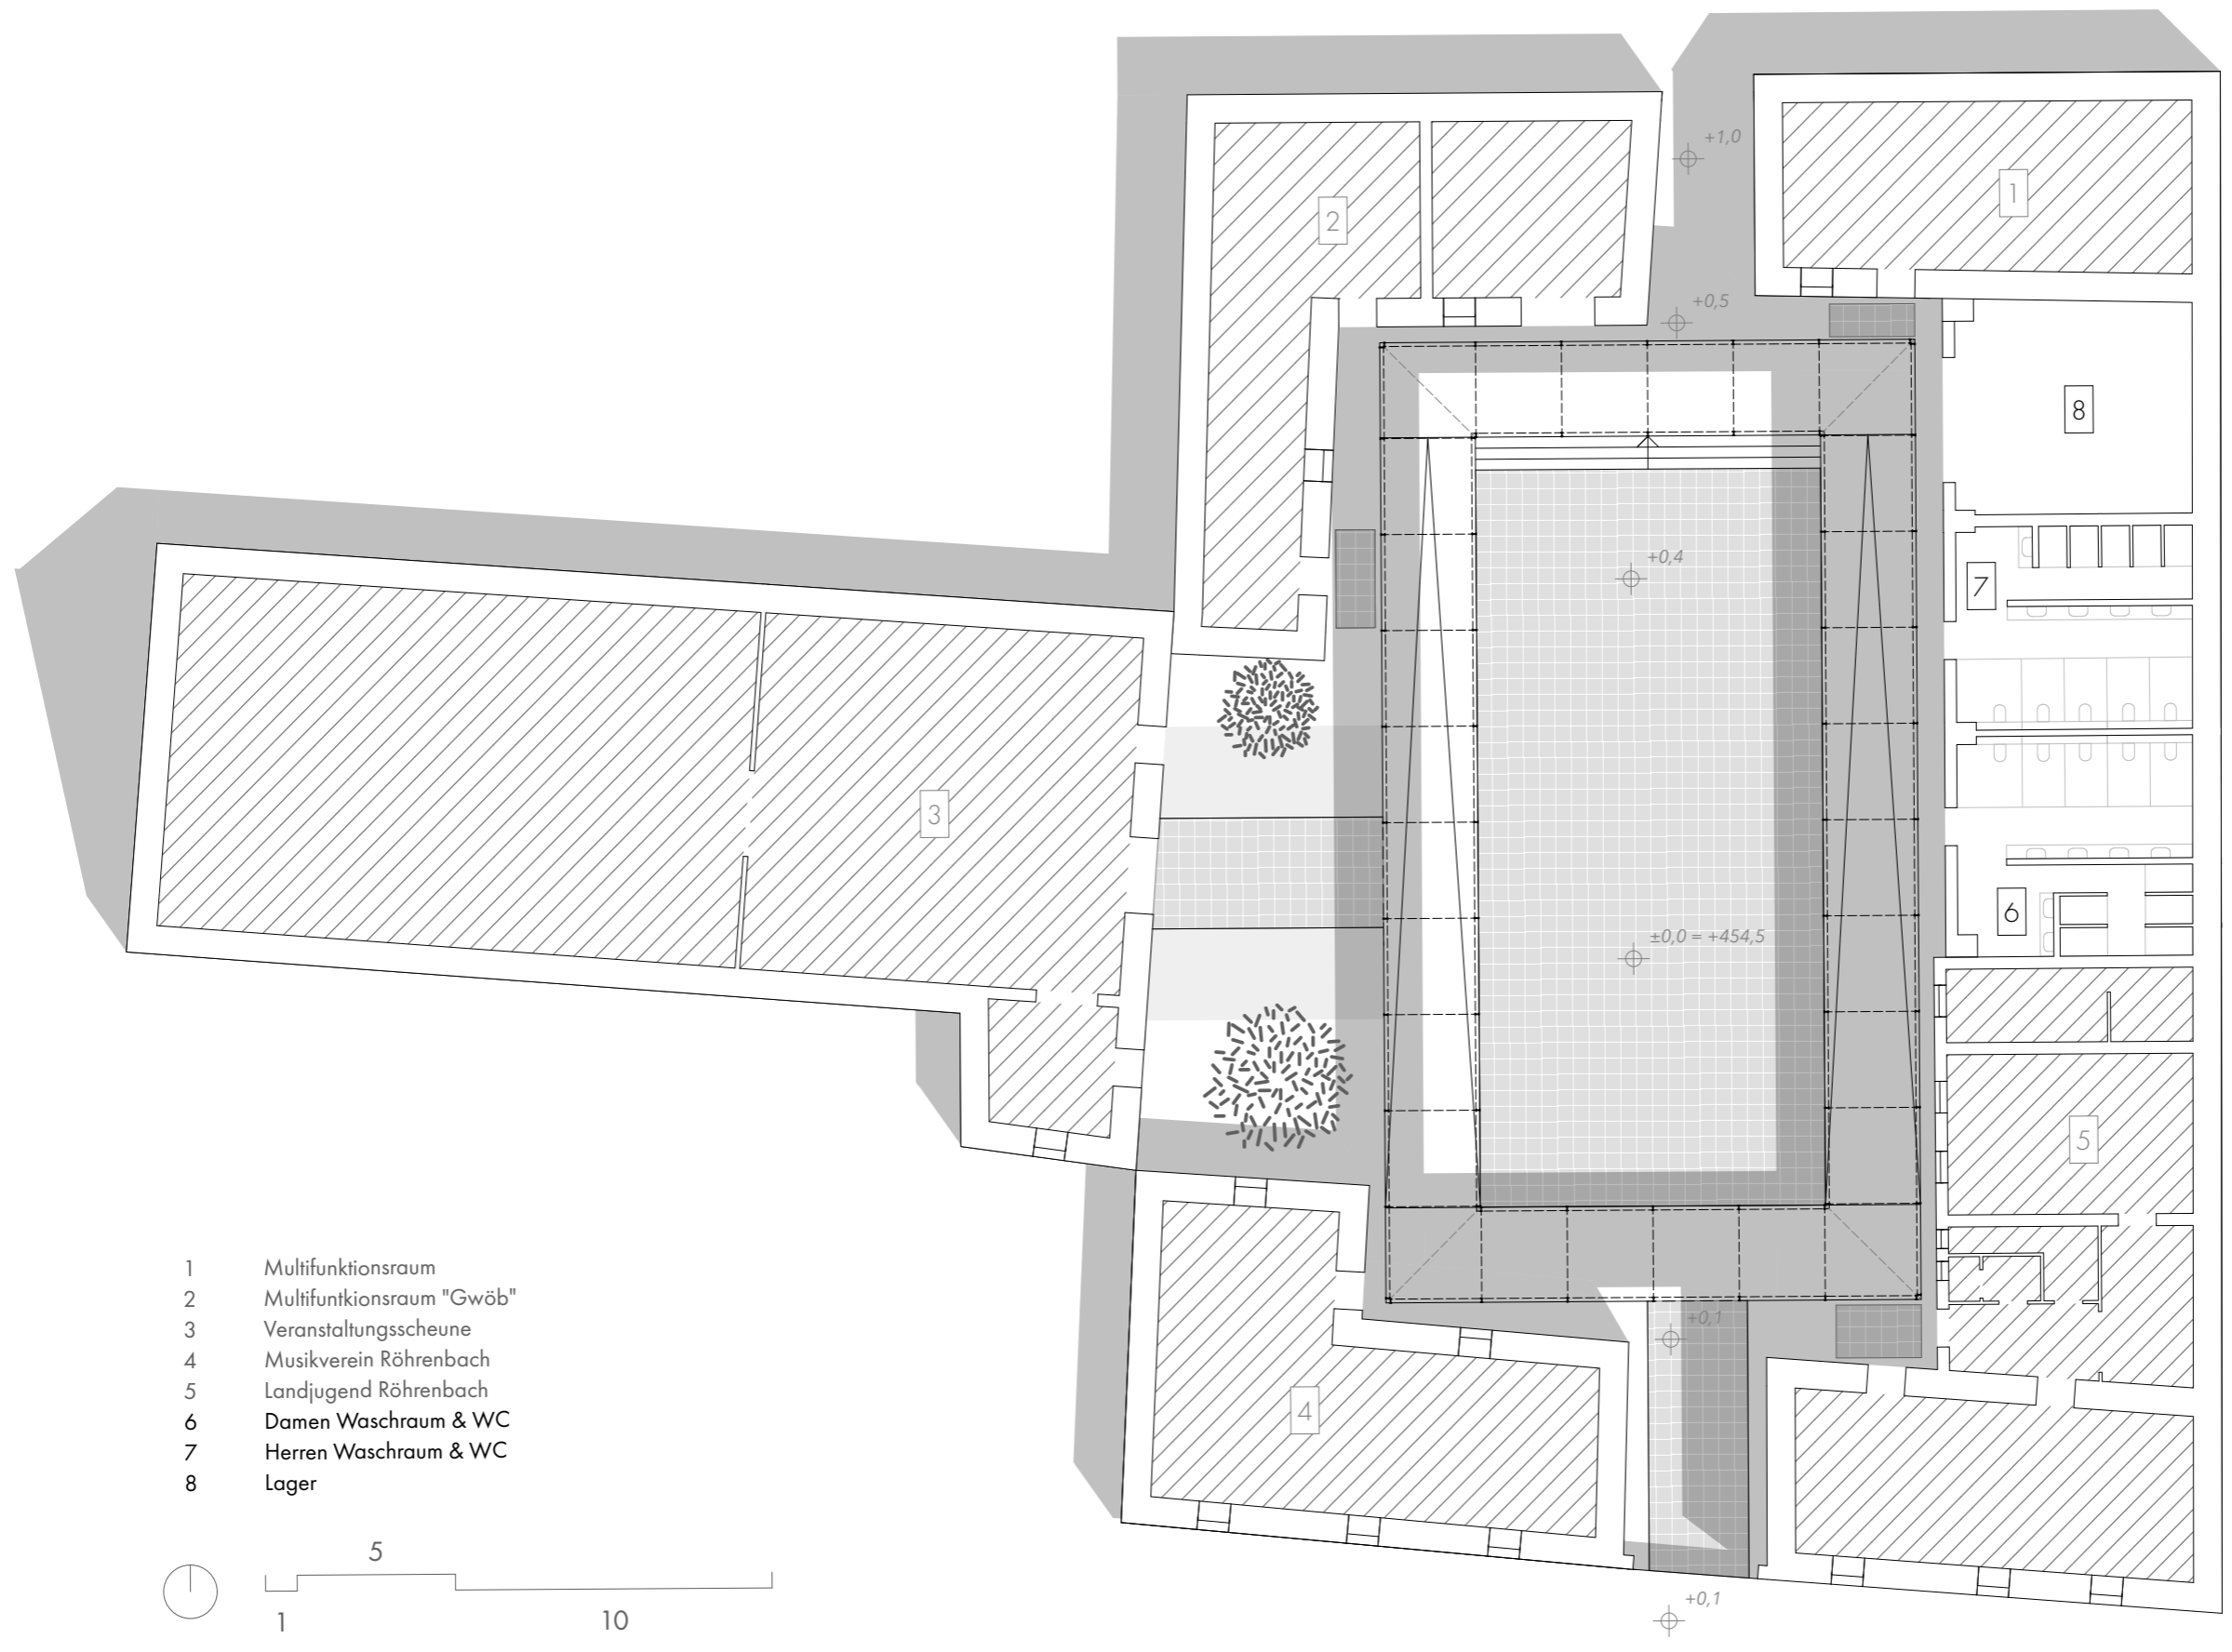 +1,0
1
2
+0,5
8
+0,4
7
3
6
±0,0 = +454,5
5
+0,1
4
1 Multifunktionsraum
2 Multifuntkionsraum "Gwöb"
3 Veranstaltungsscheune
4 Musikverein Röhrenbach
5 Landjugend Röhrenbach
6 Damen Waschraum & WC
7 Herren Waschraum & WC
8 Lager
5
1 10
+0,1